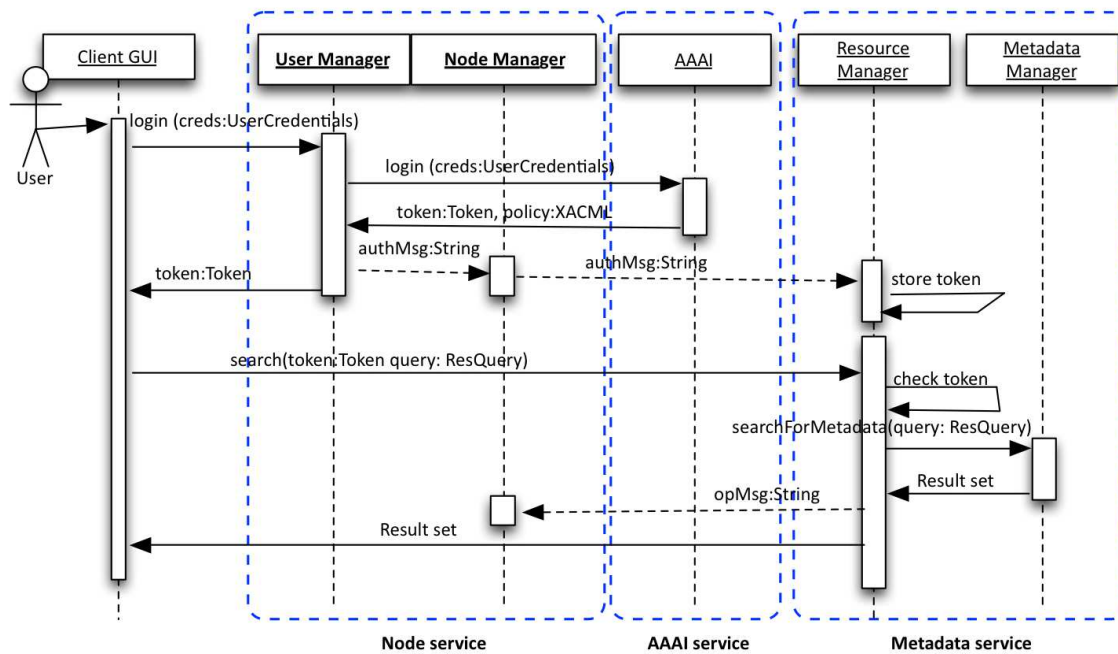 Client GUI
User Manager
Node Manager
AAAI
Resource
Manager
Metadada
Manager
User
login (creds:UserCredentials)
login (creds:UserCredentials)
token:Token, policy:XACML
authMsg:String
authMsg:String
token:Token
store token
search(token:Token query: ResQuery)
check token
searchForMetadata(query: ResQuery)
Result set
opMsg:String
Result set
Node service
AAAI service
Metadata service